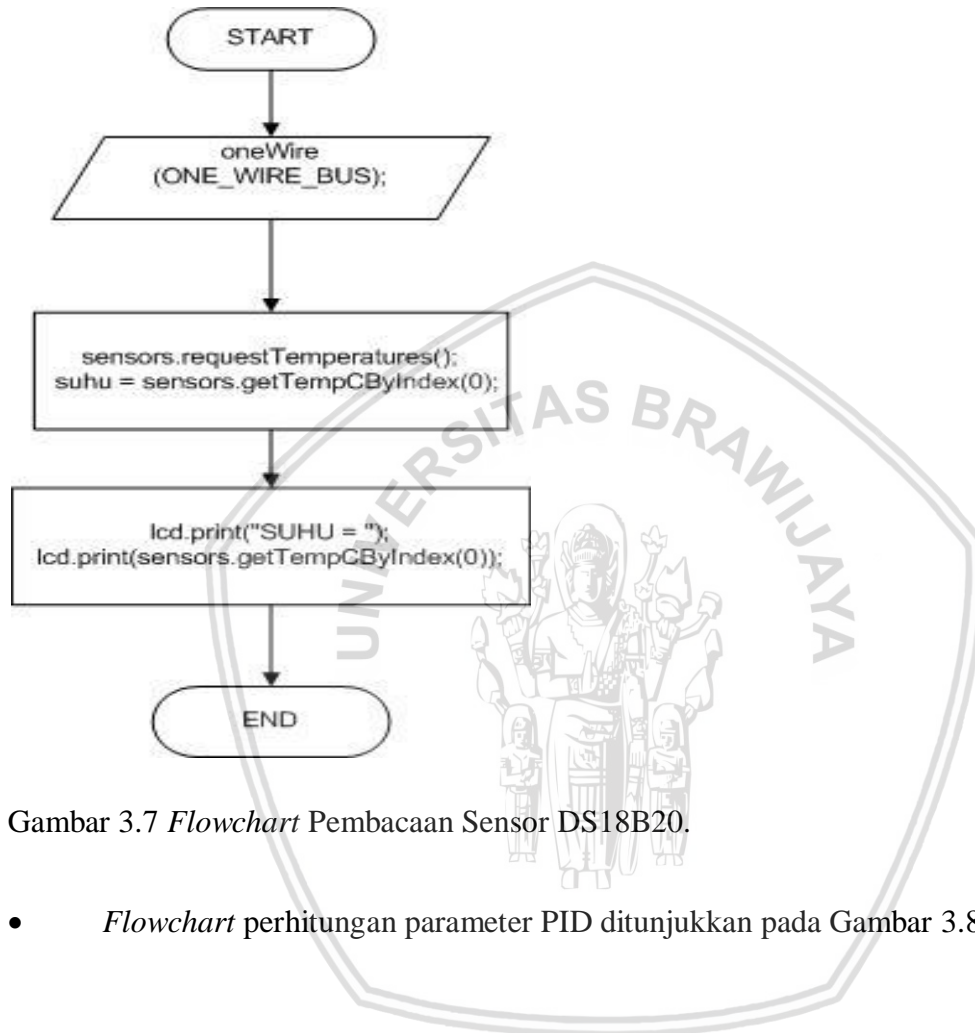 START
oneWire
(ONE_WIRE_BUS);
sensors.requestTemperatures();
suhu = sensors.getTempCByIndex(0);
lcd.print("SUHU = ");
lcd.print(sensors.getTempCByIndex(0));
END
UNIVERSITAS BRAWIJAYA
Gambar 3.7 Flowchart Pembacaan Sensor DS18B20.
• Flowchart perhitungan parameter PID ditunjukkan pada Gambar 3.8